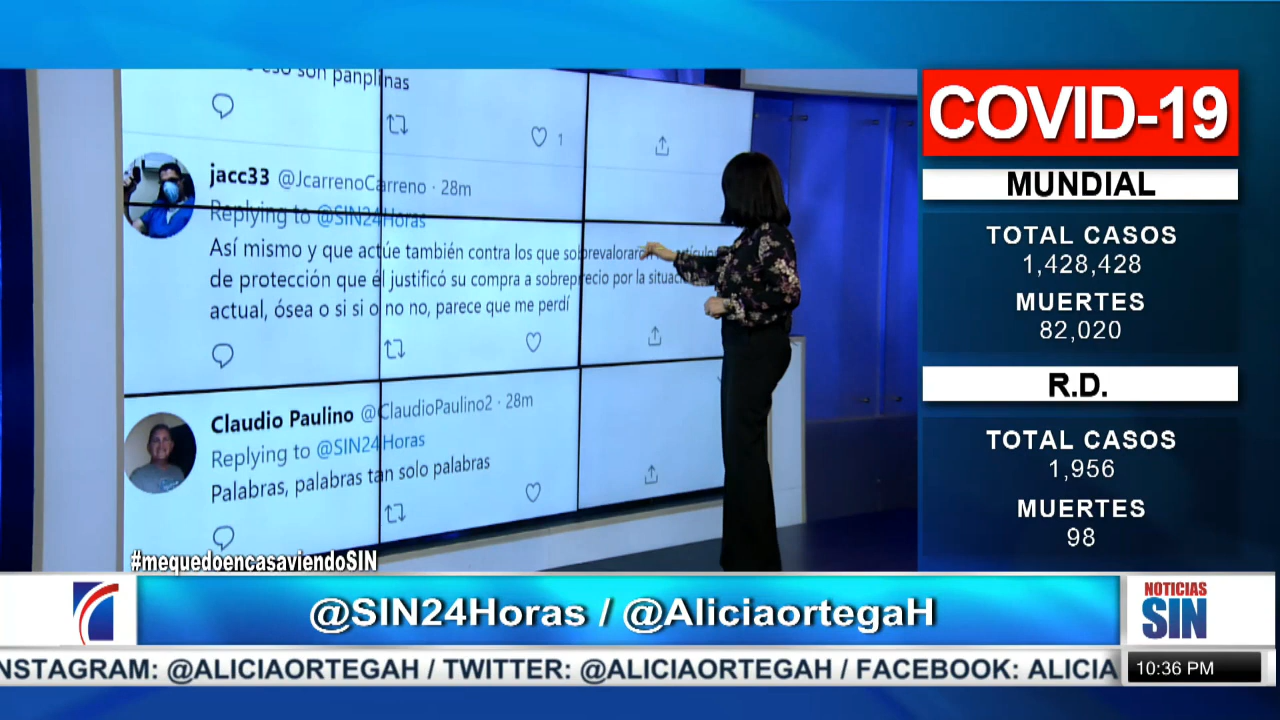 eso son panplinas
1
jacc33 @JcarrenoCarreno · 28m
Replying to @SIN24Horas
Así mismo y que actúe también contra los que sobrevaloraron
de protección que él justificó su compra a sobreprecio por la situac
actual, ósea o si si o no no, parece que me perdí
Claudio Paulino @ClaudioPaulino2 · 28m
Replying to @SIN24Horas
Palabras, palabras tan solo palabras
#mequedoencasaviendoSIN
COVID-19
MUNDIAL
TOTAL CASOS
1,428,428
MUERTES
82,020
R.D.
TOTAL CASOS
1,956
MUERTES
98
@SIN24Horas / @AliciaortegaH
NOTICIAS
SIN
NSTAGRAM: @ALICIAORTEGAH / TWITTER: @ALICIAORTEGAH / FACEBOOK: ALICIA
10:36 PM